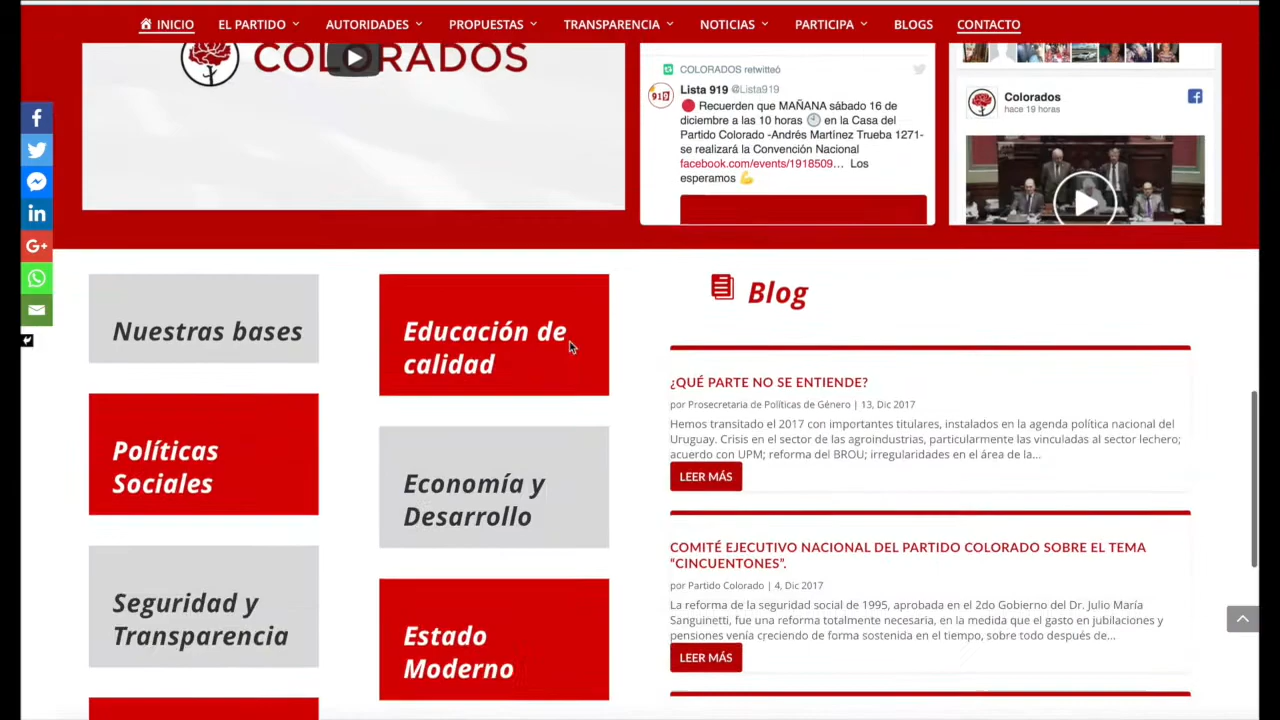 INICIO
EL PARTIDO
AUTORIDADES
PROPUESTAS
TRANSPARENCIA
NOTICIAS
PARTICIPA
BLOGS
CONTACTO
COLORADOS
COLORADOS retwitteó
Lista 919 @Lista919
Recuerden que MAÑANA sábado 16 de
diciembre a las 10 horas en la Casa del
Partido Colorado -Andrés Martínez Trueba 1271-
se realizará la Convención Nacional
facebook.com/events/1918509… Los
esperamos
919
Colorados
hace 19 horas
Nuestras bases
Políticas
Sociales
Seguridad y
Transparencia
Educación de
calidad
Economía y
Desarrollo
Estado
Moderno
Blog
¿QUÉ PARTE NO SE ENTIENDE?
por Prosecretaria de Políticas de Género | 13, Dic 2017
Hemos transitado el 2017 con importantes titulares, instalados en la agenda política nacional del
Uruguay. Crisis en el sector de las agroindustrias, particularmente las vinculadas al sector lechero;
acuerdo con UPM; reforma del BROU; irregularidades en el área de la...
LEER MÁS
COMITÉ EJECUTIVO NACIONAL DEL PARTIDO COLORADO SOBRE EL TEMA
“CINCUENTONES”.
por Partido Colorado | 4, Dic 2017
La reforma de la seguridad social de 1995, aprobada en el 2do Gobierno del Dr. Julio María
Sanguinetti, fue una reforma totalmente necesaria, en la medida que el gasto en jubilaciones y
pensiones venía creciendo de forma sostenida en el tiempo, sobre todo después de...
LEER MÁS